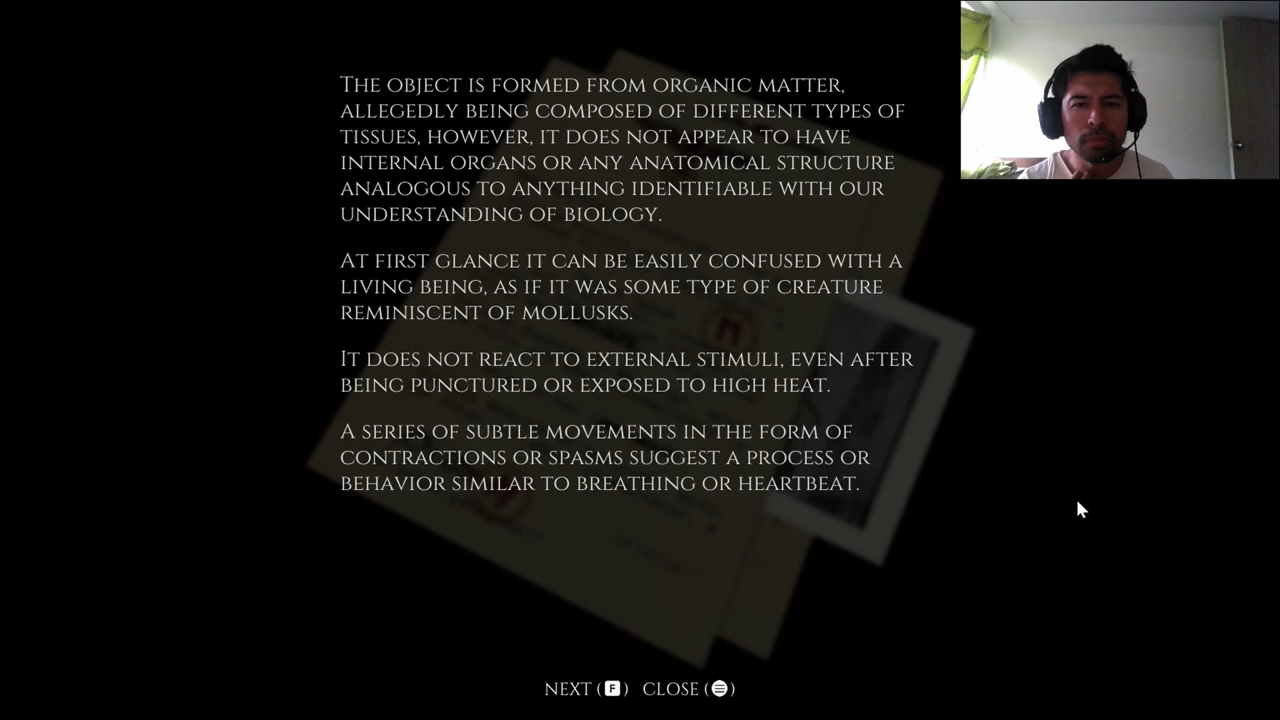 The object is formed from organic matter,
allegedly being composed of different types of
tissues, however, it does not appear to have
internal organs or any anatomical structure
analogous to anything identifiable with our
understanding of biology.
At first glance it can be easily confused with a
living being, as if it was some type of creature
reminiscent of mollusks.
It does not react to external stimuli, even after
being punctured or exposed to high heat.
A series of subtle movements in the form of
contractions or spasms suggest a process or
behavior similar to breathing or heartbeat.
Next (F) Close (☰)